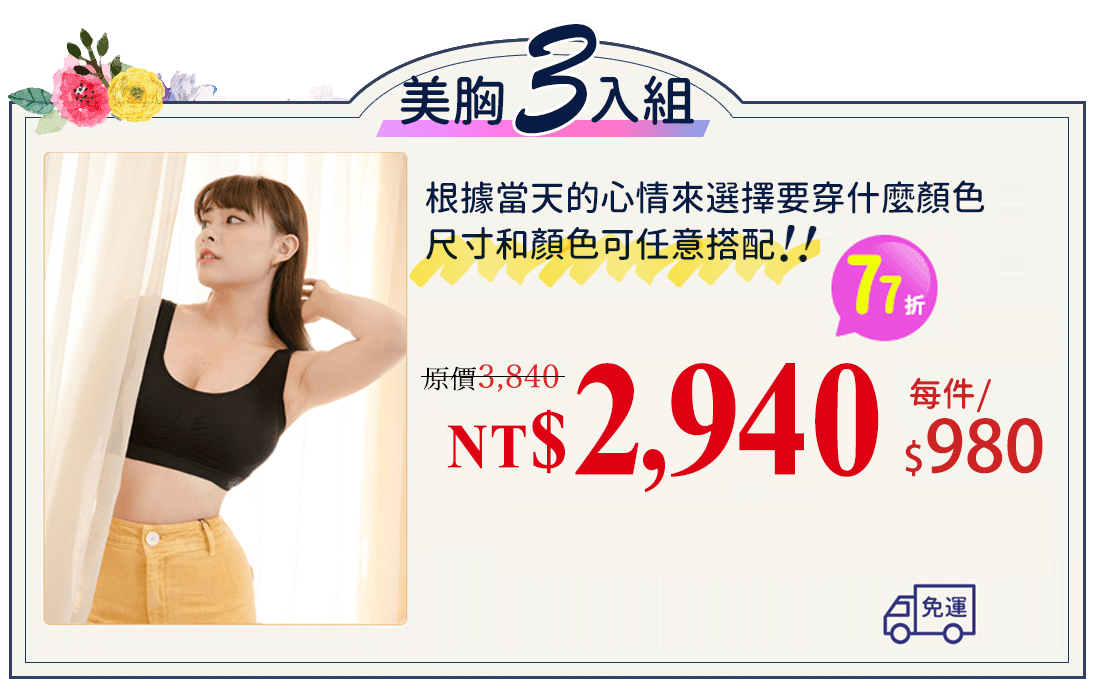 美胸3入組
根據當天的心情來選擇要穿什麼顏色
尺寸和顏色可任意搭配!!
77折
原價3,840
NT$2,940
每件/
$980
免運